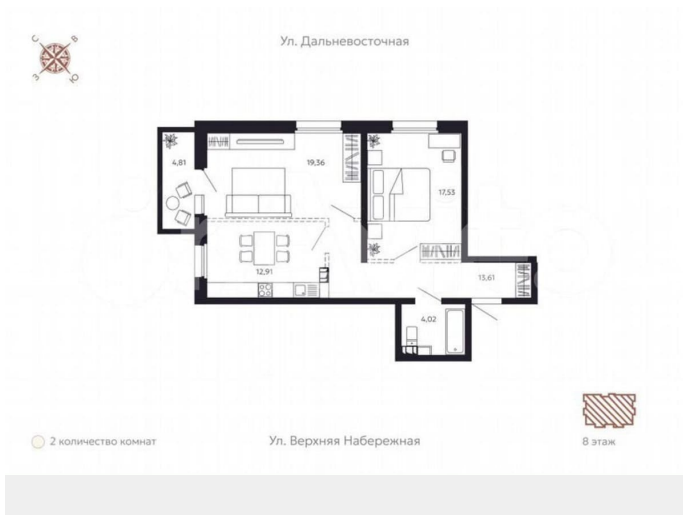 Ул. Дальневосточная
С
В
З
Ю
4,81
19,36
17,53
12,91
13,61
4,02
2 количество комнат
Ул. Верхняя Набережная
8 этаж